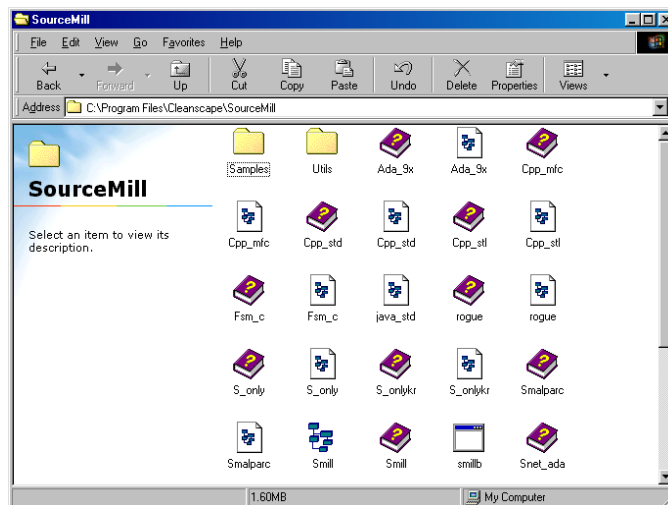 SourceMill
File Edit View Go Favorites Help
Back Forward Up Cut Copy Paste Undo Delete Properties Views
Address C:\Program Files\Cleanscape\SourceMill
SourceMill
Select an item to view its
description.
Samples Utils Ada_9x Ada_9x Cpp_mfc
Cpp_mfc Cpp_std Cpp_std Cpp_stl Cpp_stl
Fsm_c Fsm_c java_std rogue rogue
S_only S_only S_onlykr S_onlykr Smalparc
Smalparc Smill Smill smillb Snet_ada
1.60MB My Computer